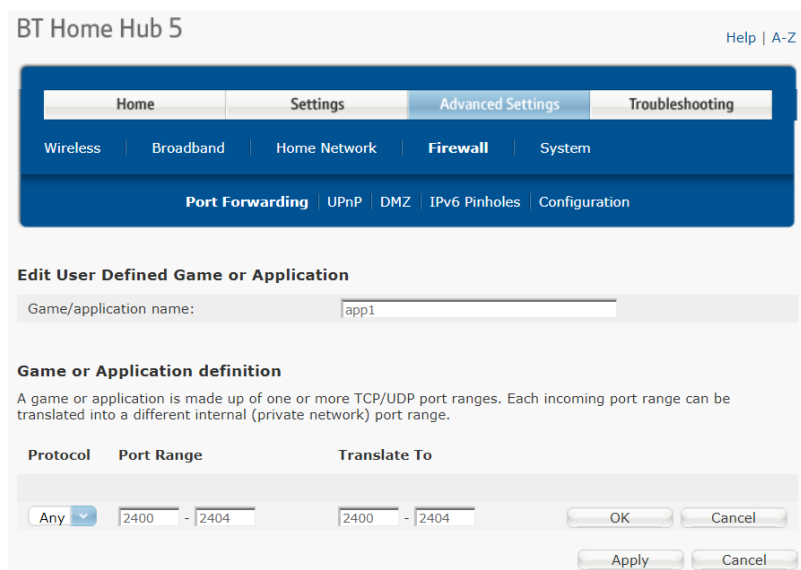 BT Home Hub 5
Help | A-Z
Home Settings Advanced Settings Troubleshooting
Wireless Broadband Home Network Firewall System
Port Forwarding UPnP DMZ IPv6 Pinholes Configuration
Edit User Defined Game or Application
Game/application name: app1
Game or Application definition
A game or application is made up of one or more TCP/UDP port ranges. Each incoming port range can be
translated into a different internal (private network) port range.
Protocol Port Range Translate To
Any 2400 - 2404 2400 - 2404 OK Cancel
Apply Cancel